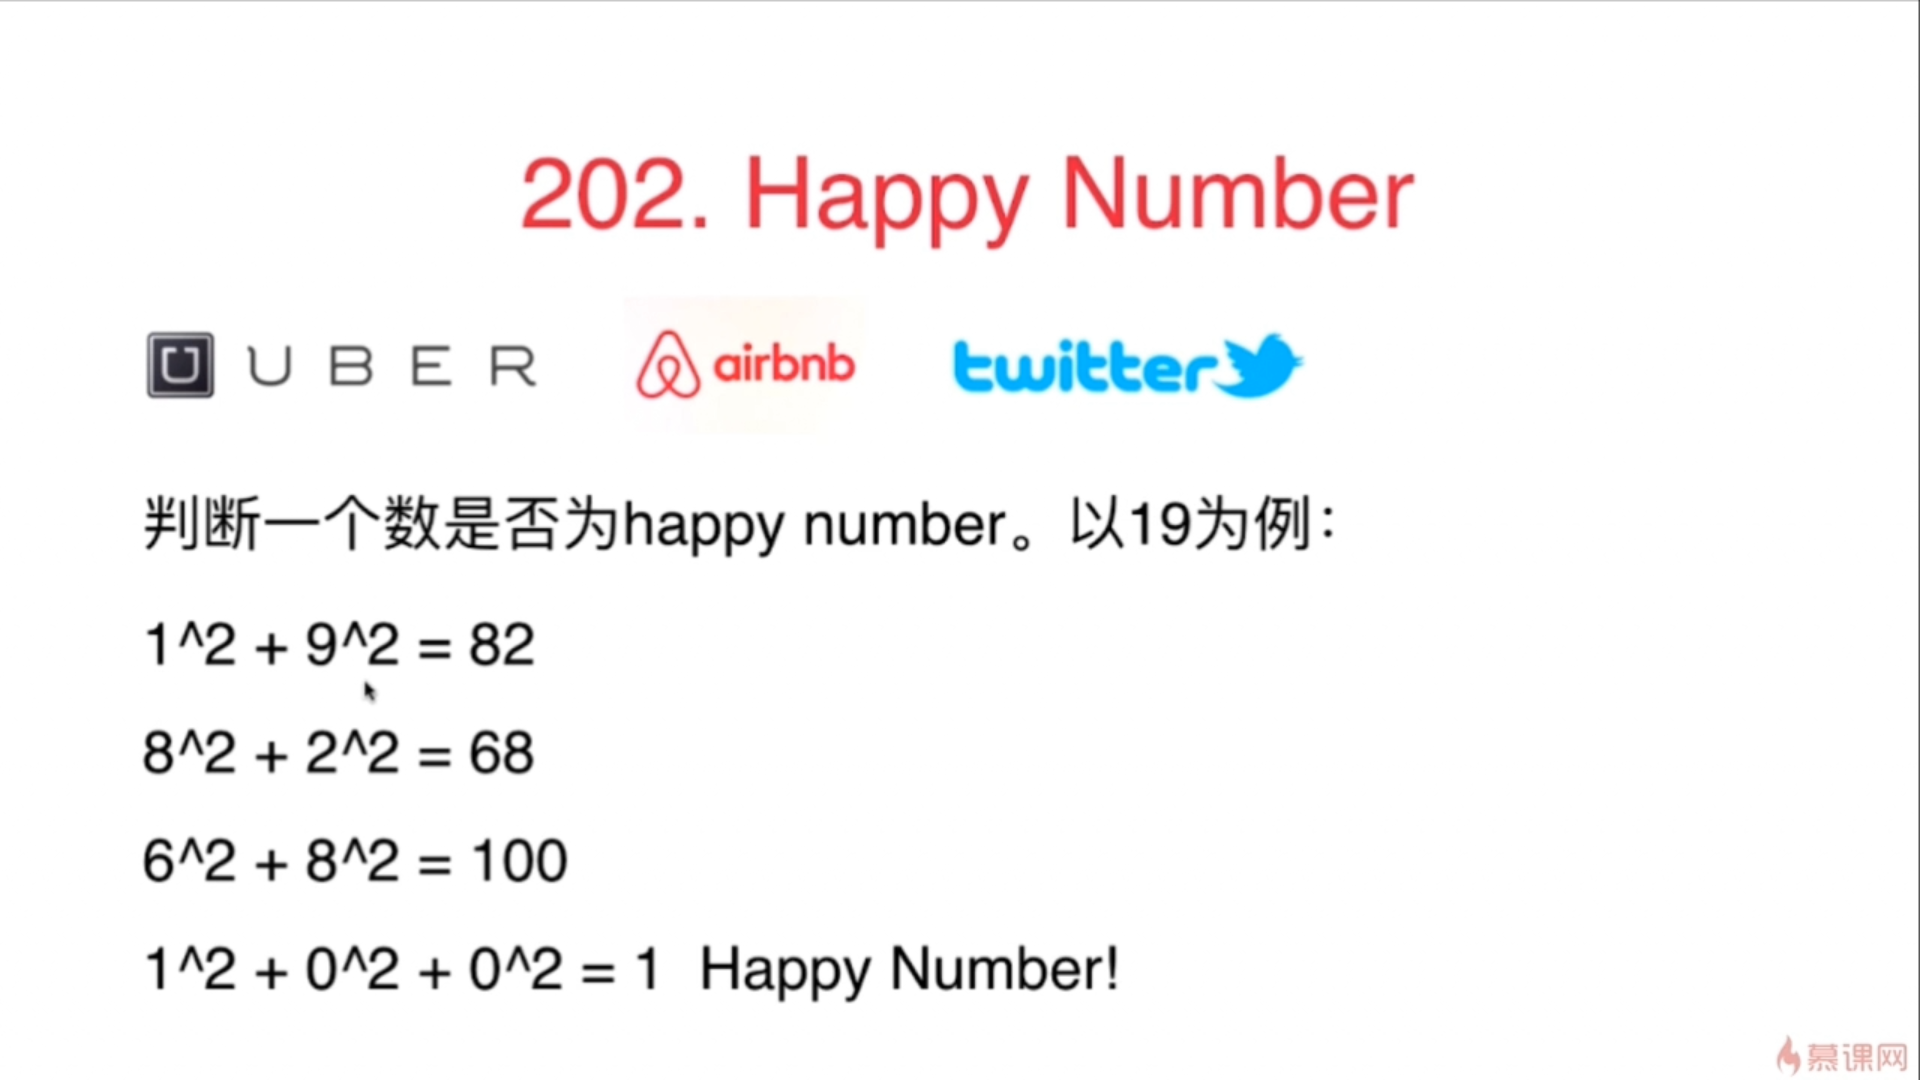 202. Happy Number
UBER airbnb twitter
判断一个数是否为happy number。以19为例：
1^2 + 9^2 = 82
8^2 + 2^2 = 68
6^2 + 8^2 = 100
1^2 + 0^2 + 0^2 = 1 Happy Number!
慕课网